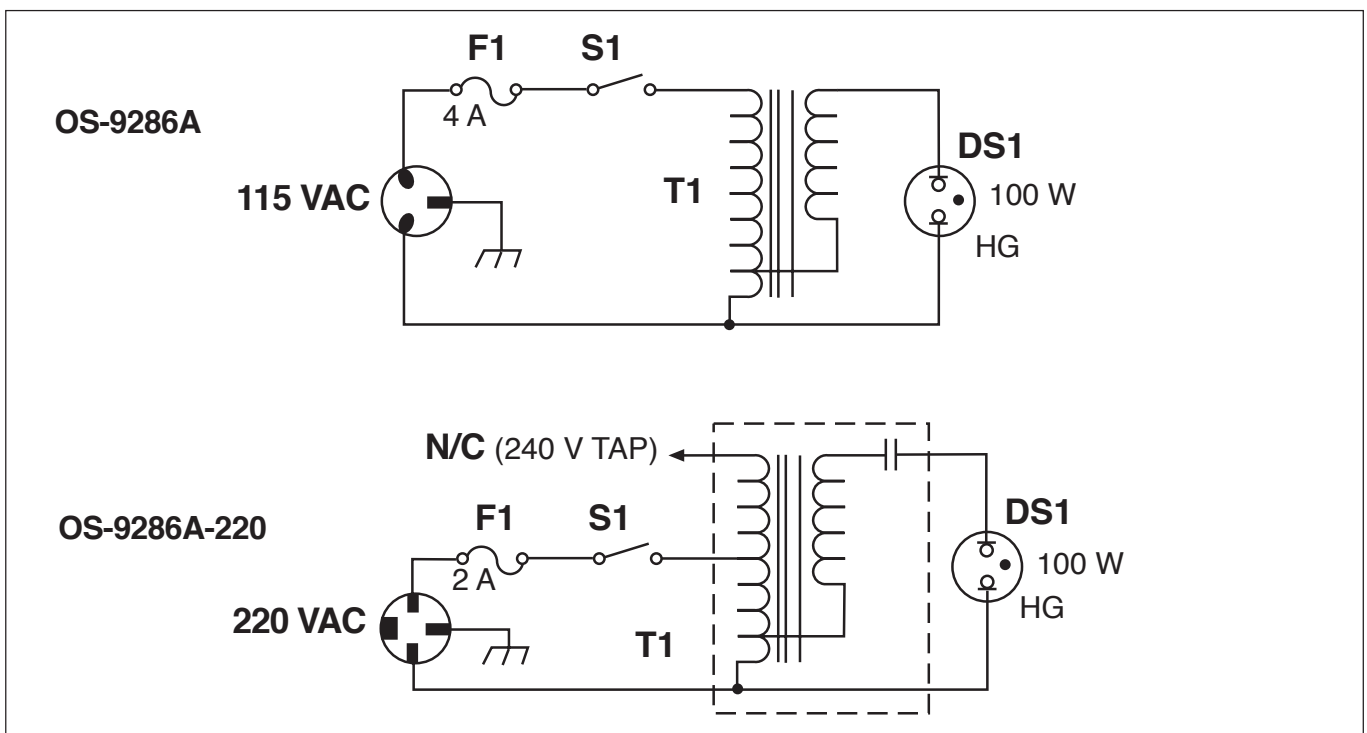 F1 S1
OS-9286A
4 A
115 VAC
T1
DS1
100 W
HG
N/C (240 V TAP)
OS-9286A-220
F1 S1
2 A
220 VAC
T1
DS1
100 W
HG